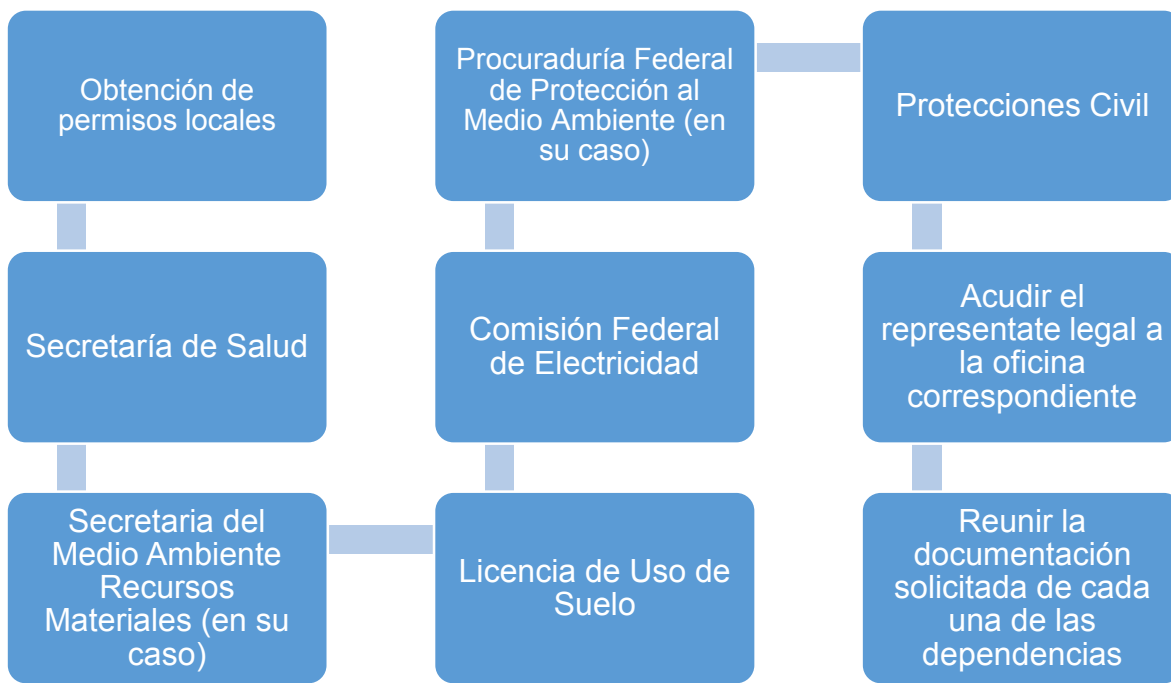 Obtención de
permisos locales
Secretaría de Salud
Secretaria del
Medio Ambiente
Recursos
Materiales (en su
caso)
Licencia de Uso de
Suelo
Comisión Federal
de Electricidad
Procuraduría Federal
de Protección al
Medio Ambiente (en
su caso)
Protecciones Civil
Acudir el
represetate legal a
la oficina
correspondiente
Reunir la
documentación
solicitada de cada
una de las
dependencias